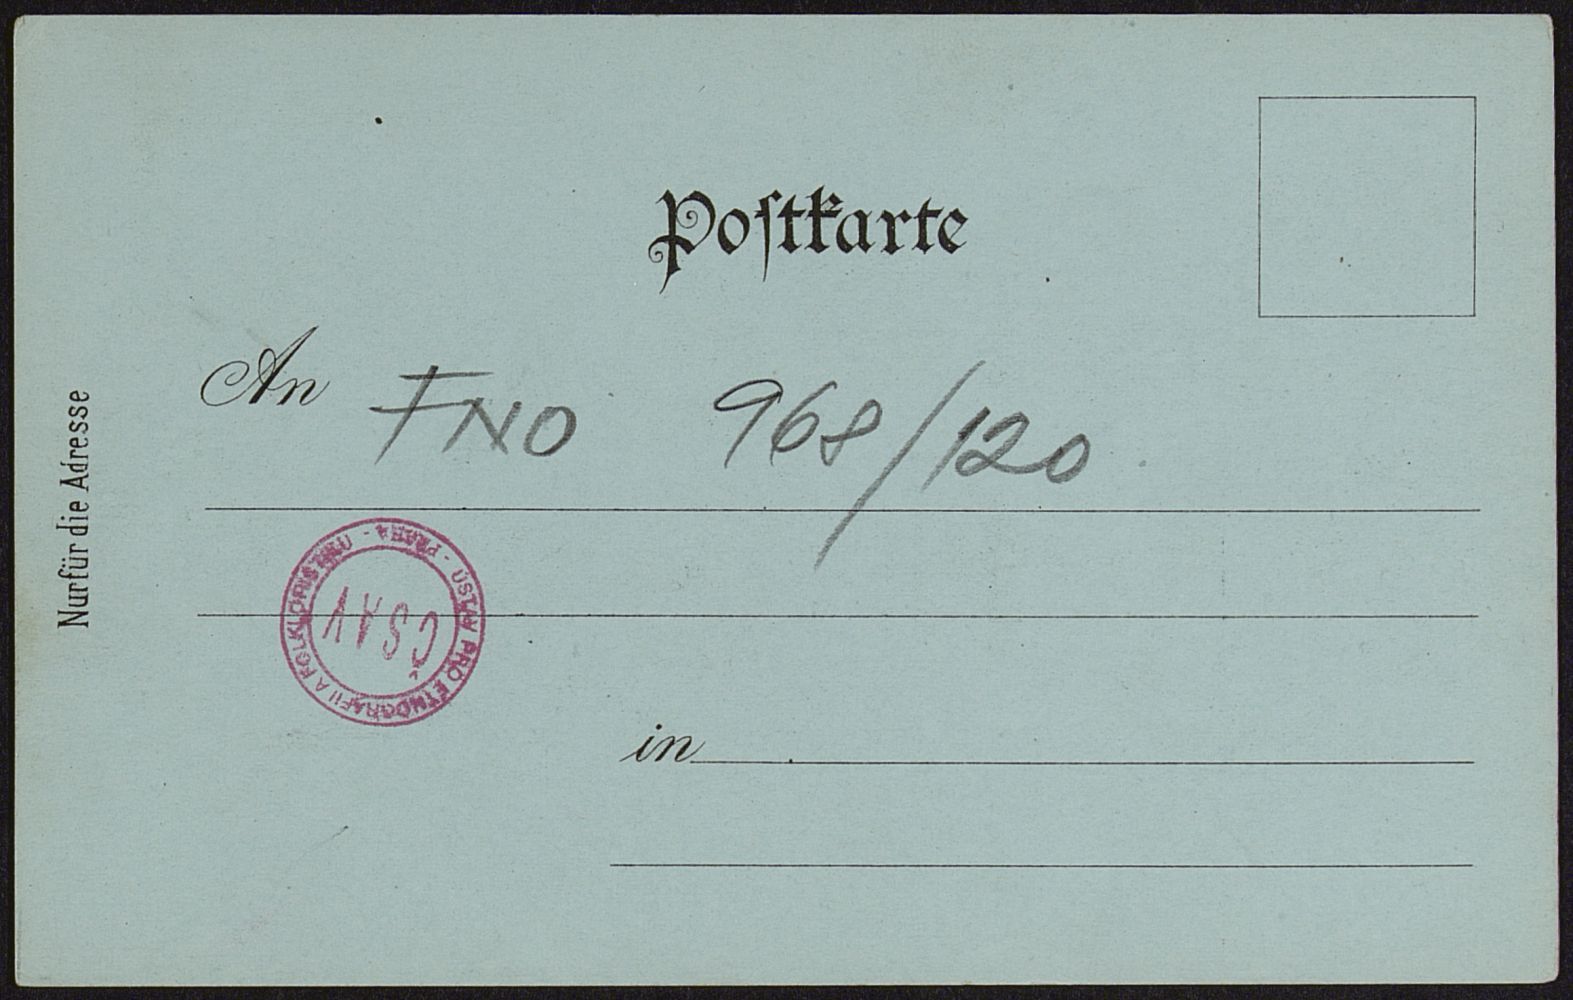 Postkarte
An FNO 968/120
Nur für die Adresse
ÚSTAV PRO ETNOGRAFII A FOLKLORISTIKU - PRAHA -
ČSAV
in